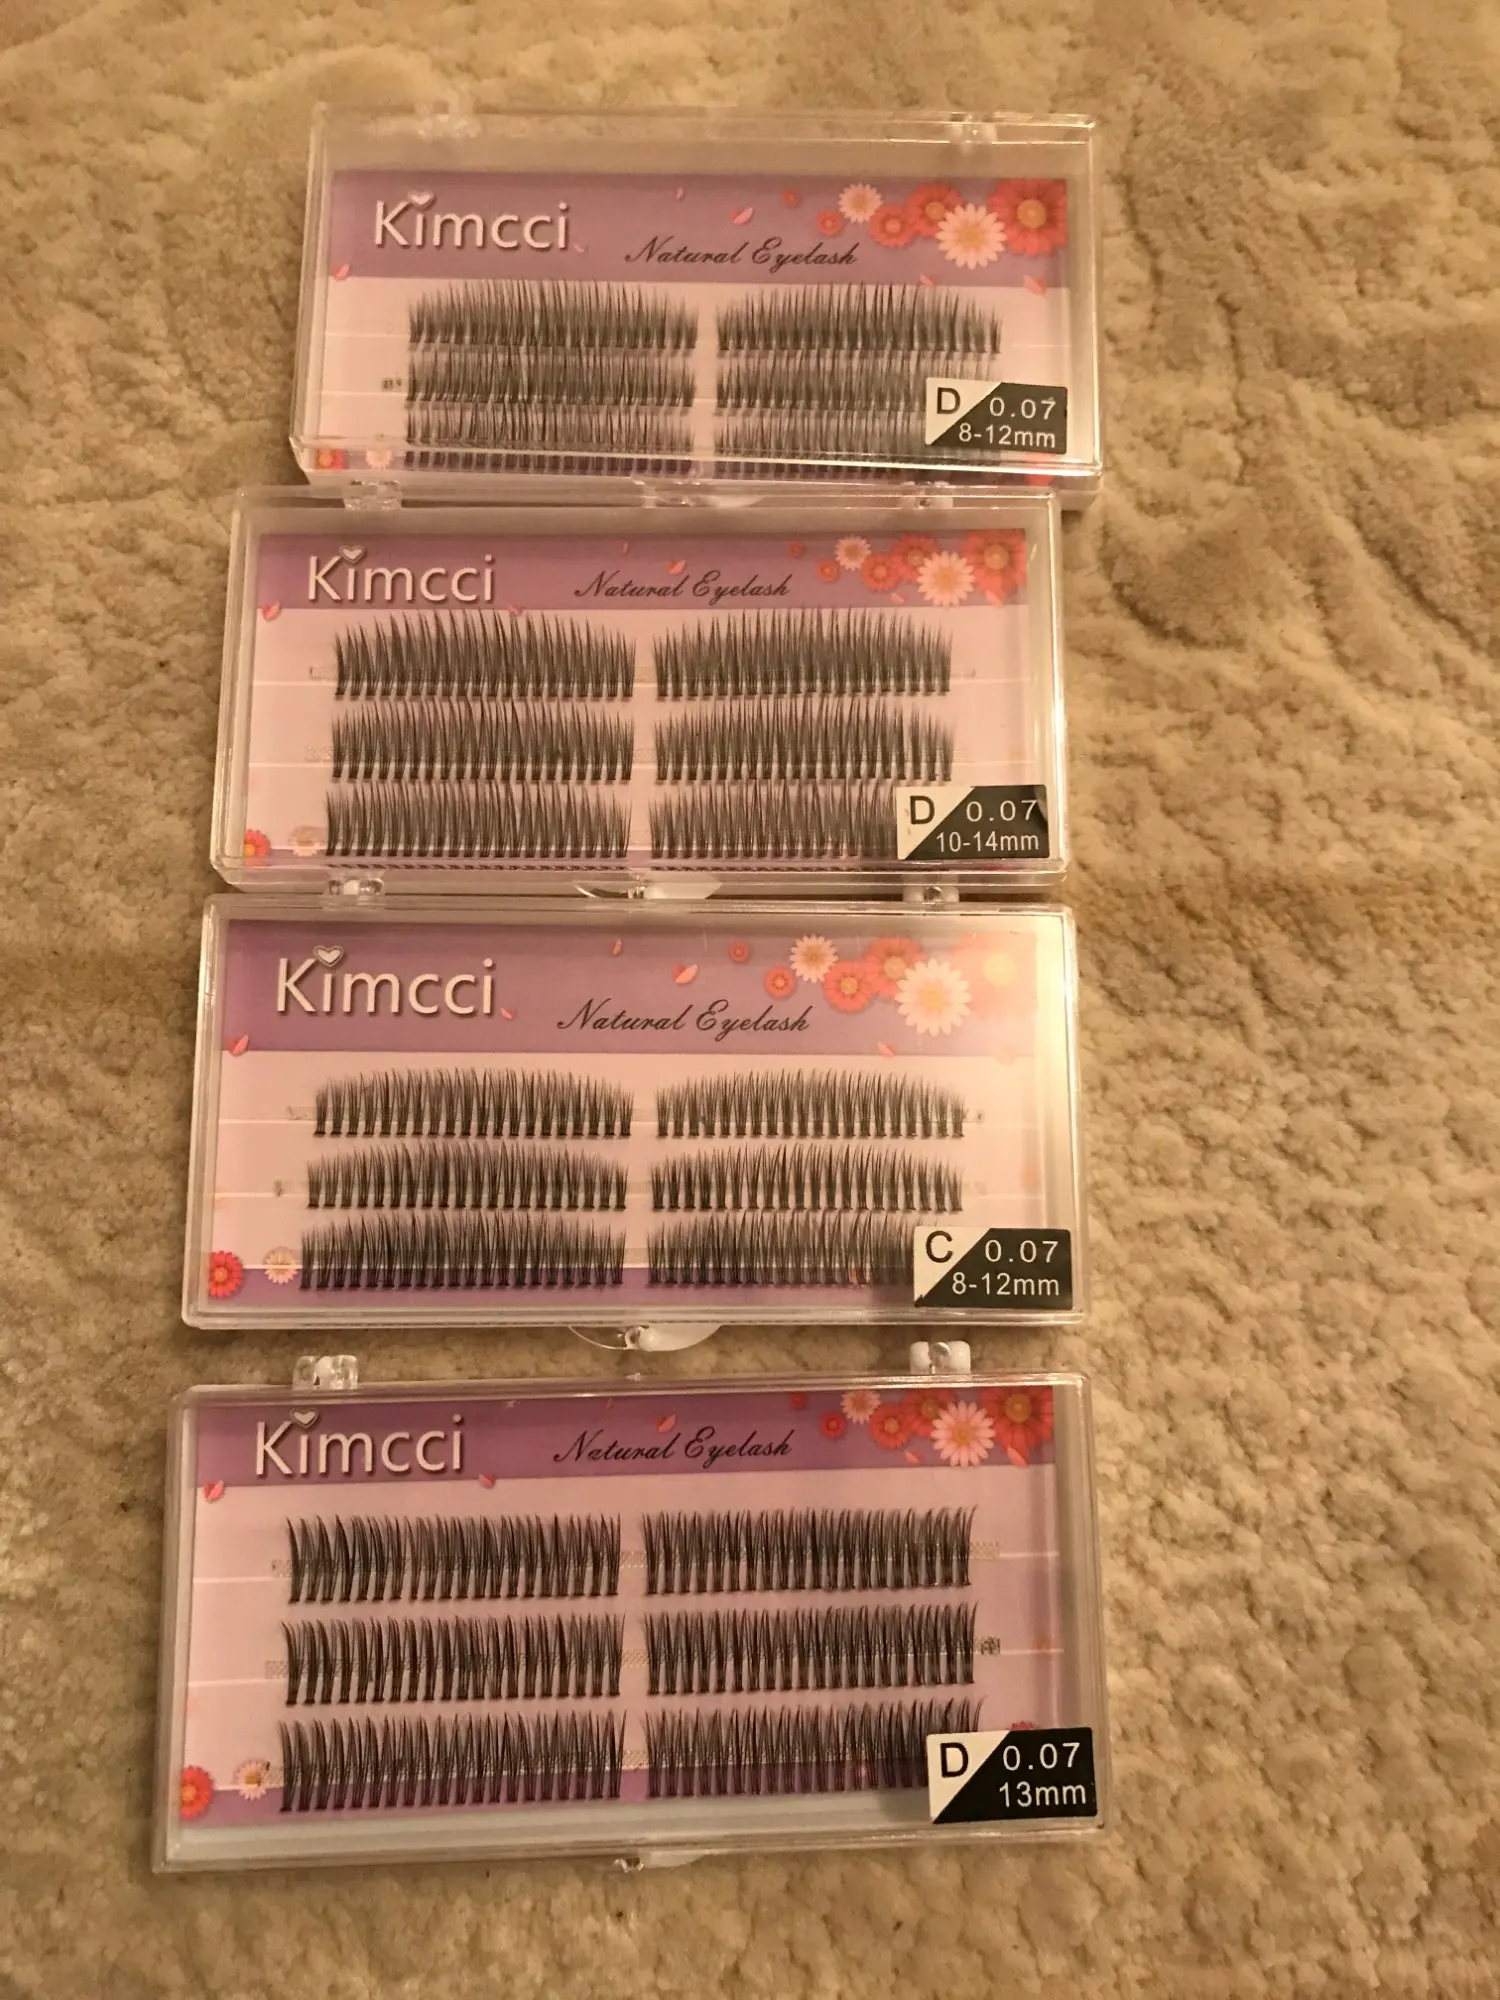 Kimcci
Natural Eyelash
D 0.07
8-12mm
Kimcci
Natural Eyelash
D 0.07
10-14mm
Kimcci
Natural Eyelash
C 0.07
8-12mm
Kimcci
Natural Eyelash
D 0.07
13mm